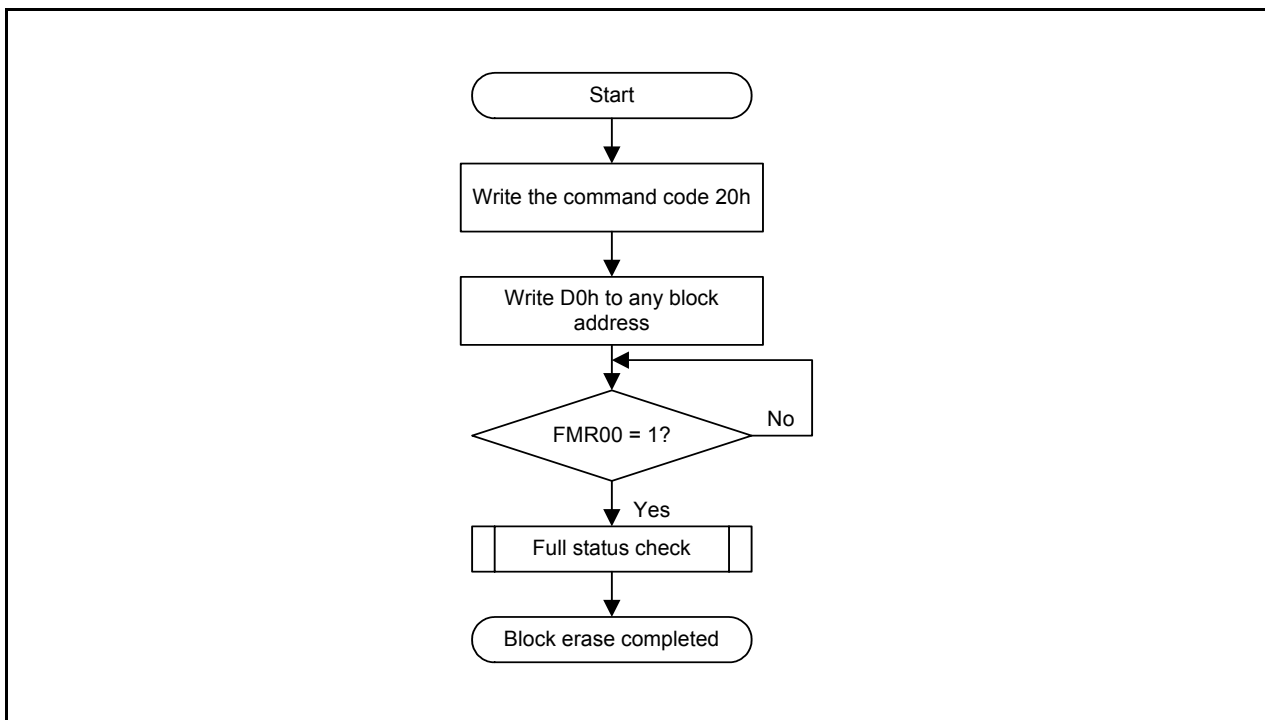 Start
Write the command code 20h
Write D0h to any block
address
FMR00 = 1?
No
Yes
Full status check
Block erase completed